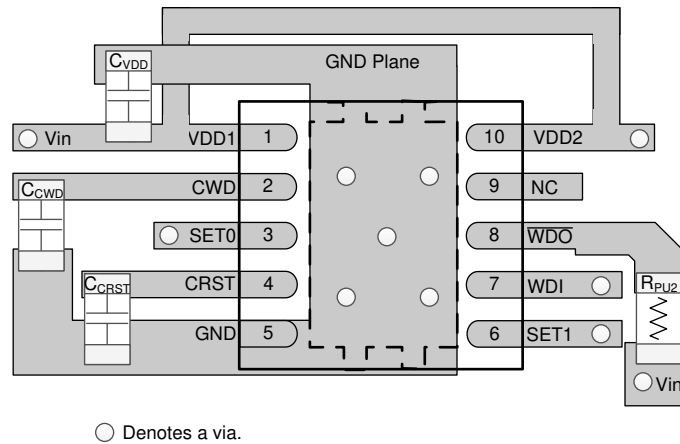 CVDD
GND Plane
Vin
VDD1
1
10
VDD2
CCWD
CWD
2
9
NC
SET0
3
8
WDO
CRST
4
7
WDI
RPU2
CCRST
GND
5
6
SET1
Vin
Denotes a via.